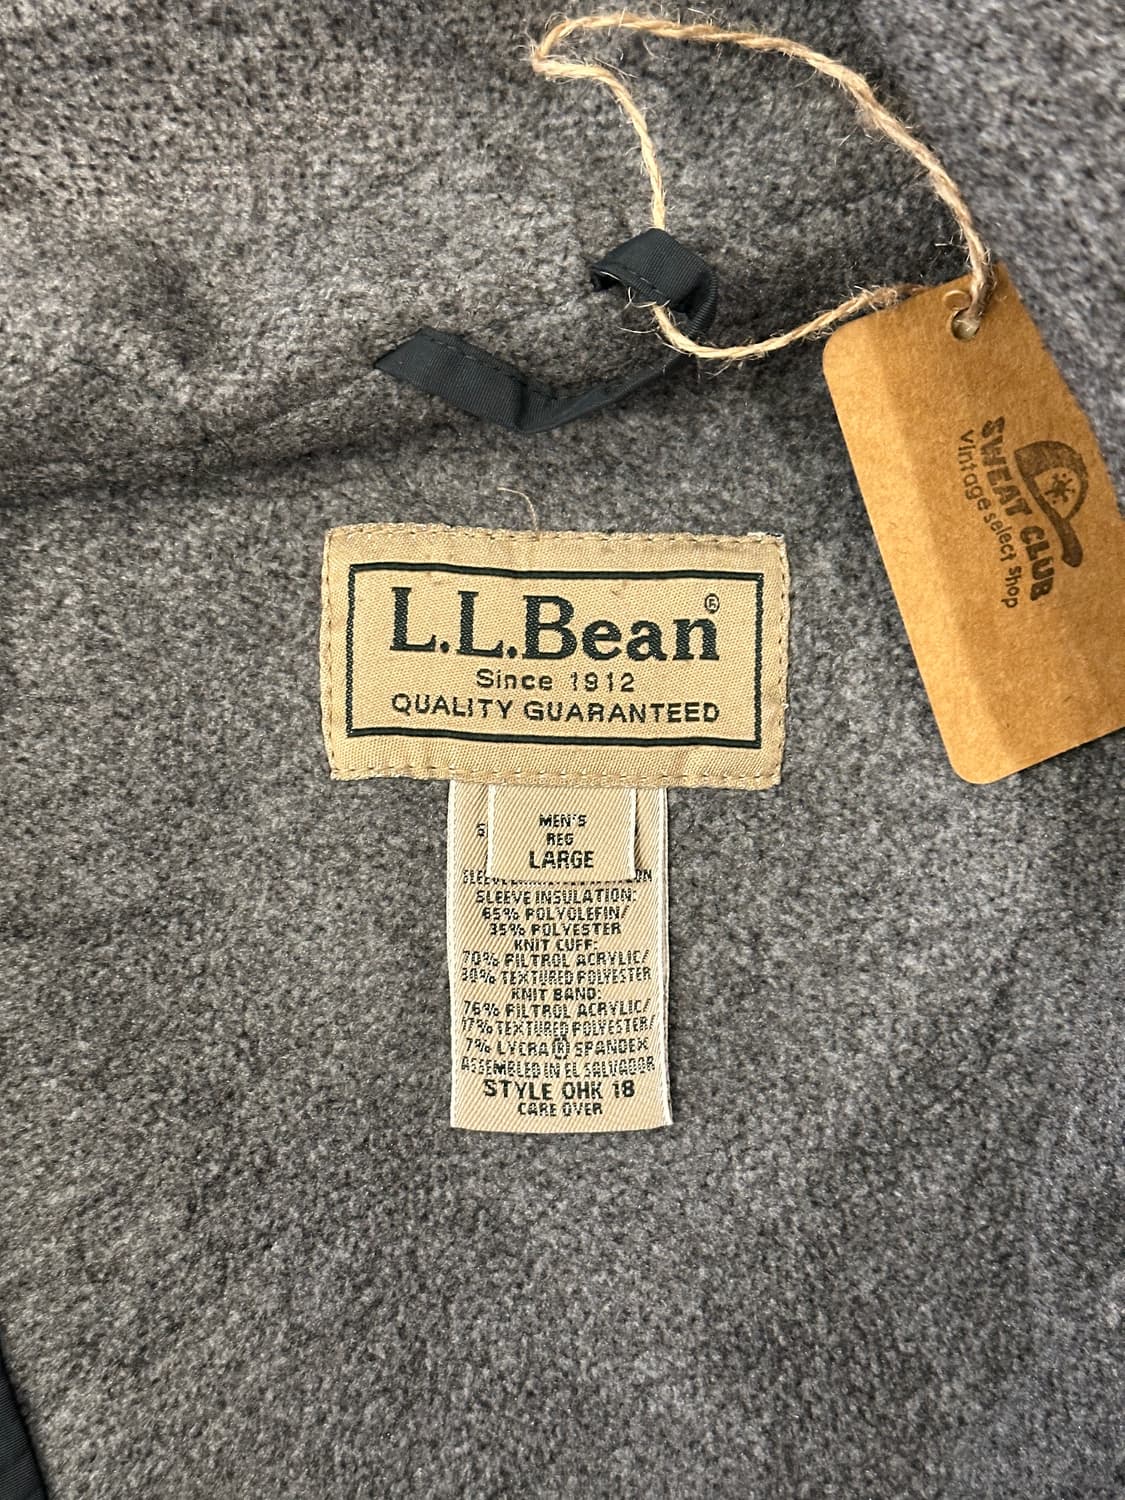 L.L.Bean®
Since 1912
QUALITY GUARANTEED
MEN'S
REG
LARGE
SLEEVE INSULATION:
65% POLYOLEFIN/
35% POLYESTER
KNIT CUFF:
70% FILTROL ACRYLIC/
30% TEXTURED POLYESTER
KNIT BAND:
76% FILTROL ACRYLIC/
17% TEXTURED POLYESTER/
7% LYCRA® SPANDEX
ASSEMBLED IN EL SALVADOR
STYLE OHK 18
CARE OVER
SWEAT CLUB
Vintage select shop